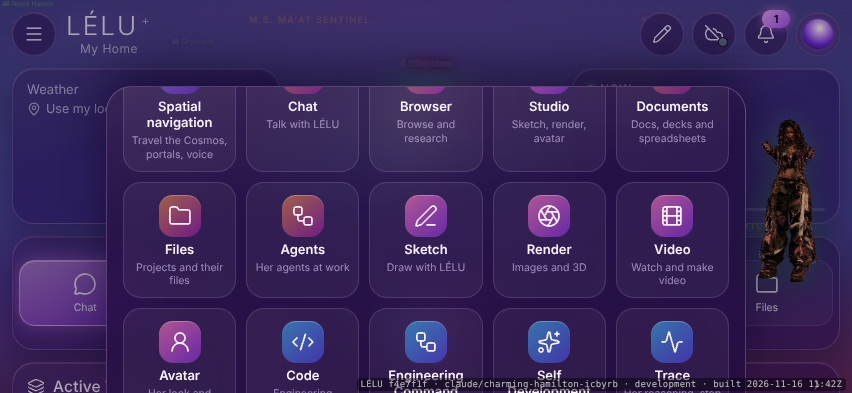 LÉLU +
My Home
M.S. MA'AT SENTINEL
1
Weather
Use my lo
Spatial navigation
Travel the Cosmos, portals, voice
Chat
Talk with LÉLU
Browser
Browse and research
Studio
Sketch, render, avatar
Documents
Docs, decks and spreadsheets
Files
Projects and their files
Agents
Her agents at work
Sketch
Draw with LÉLU
Render
Images and 3D
Video
Watch and make video
Chat
Files
Avatar
Code
Engineering
Self
Trace
Active
LÉLU f4e7f1f · claude/charming-hamilton-icbyrb · development · built 2026-11-16 11:42Z